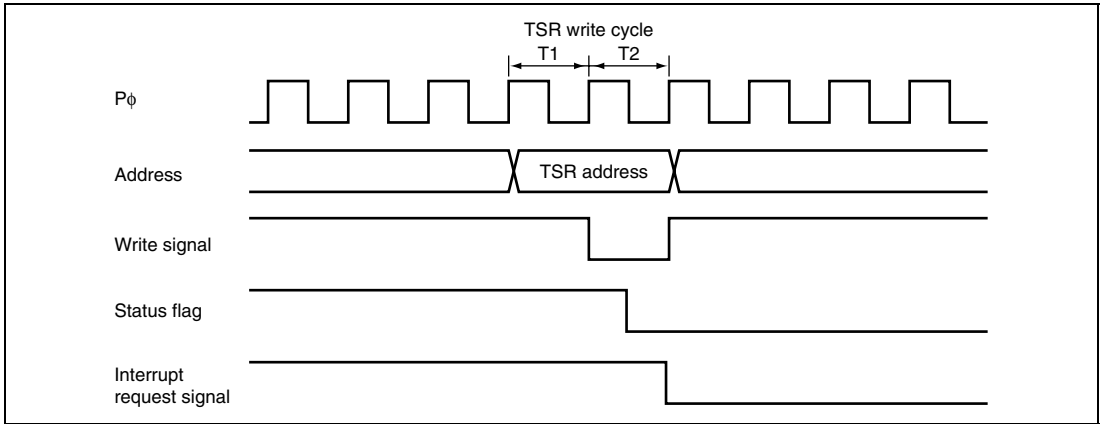 TSR write cycle
T1 T2
Pφ
Address
TSR address
Write signal
Status flag
Interrupt
request signal